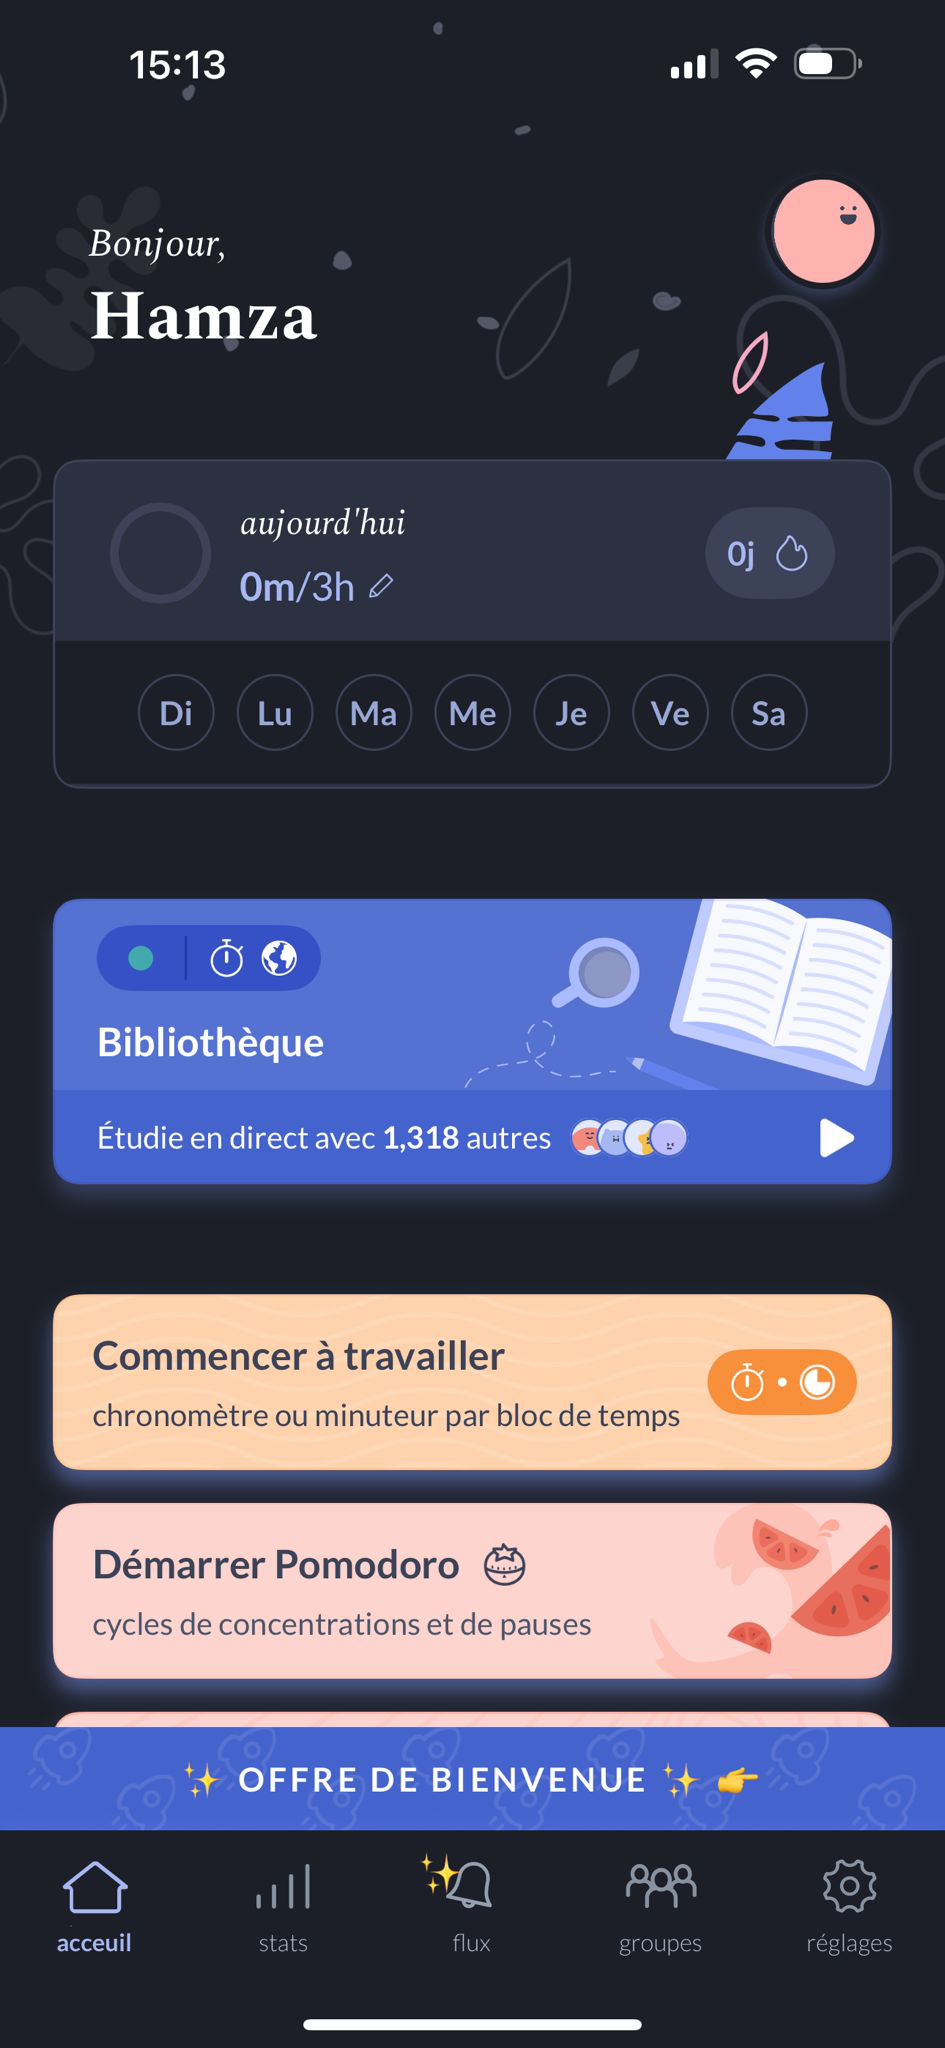 15:13
Bonjour,
Hamza
aujourd'hui
0m/3h
0j
Di Lu Ma Me Je Ve Sa
Bibliothèque
Étudie en direct avec 1,318 autres
Commencer à travailler
chronomètre ou minuteur par bloc de temps
Démarrer Pomodoro
cycles de concentrations et de pauses
✨ OFFRE DE BIENVENUE ✨ 👉
acceuil stats flux groupes réglages